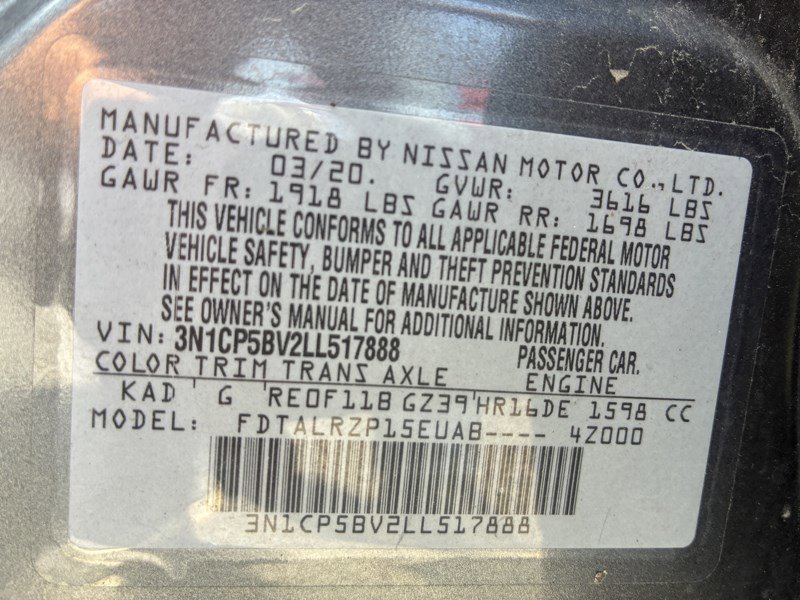 MANUFACTURED BY NISSAN MOTOR CO., LTD.
DATE: 03/20. GVWR: 3616 LBS
GAWR FR: 1918 LBS GAWR RR: 1698 LBS
THIS VEHICLE CONFORMS TO ALL APPLICABLE FEDERAL MOTOR
VEHICLE SAFETY, BUMPER AND THEFT PREVENTION STANDARDS
IN EFFECT ON THE DATE OF MANUFACTURE SHOWN ABOVE.
SEE OWNER'S MANUAL FOR ADDITIONAL INFORMATION.
VIN: 3N1CP5BV2LL517888 PASSENGER CAR.
COLOR TRIM TRANS AXLE ENGINE
KAD G RE0F11B GZ39 HR16DE 1598 CC
MODEL: FDTALRZP15EUAB---- 4Z000
3N1CP5BV2LL517888